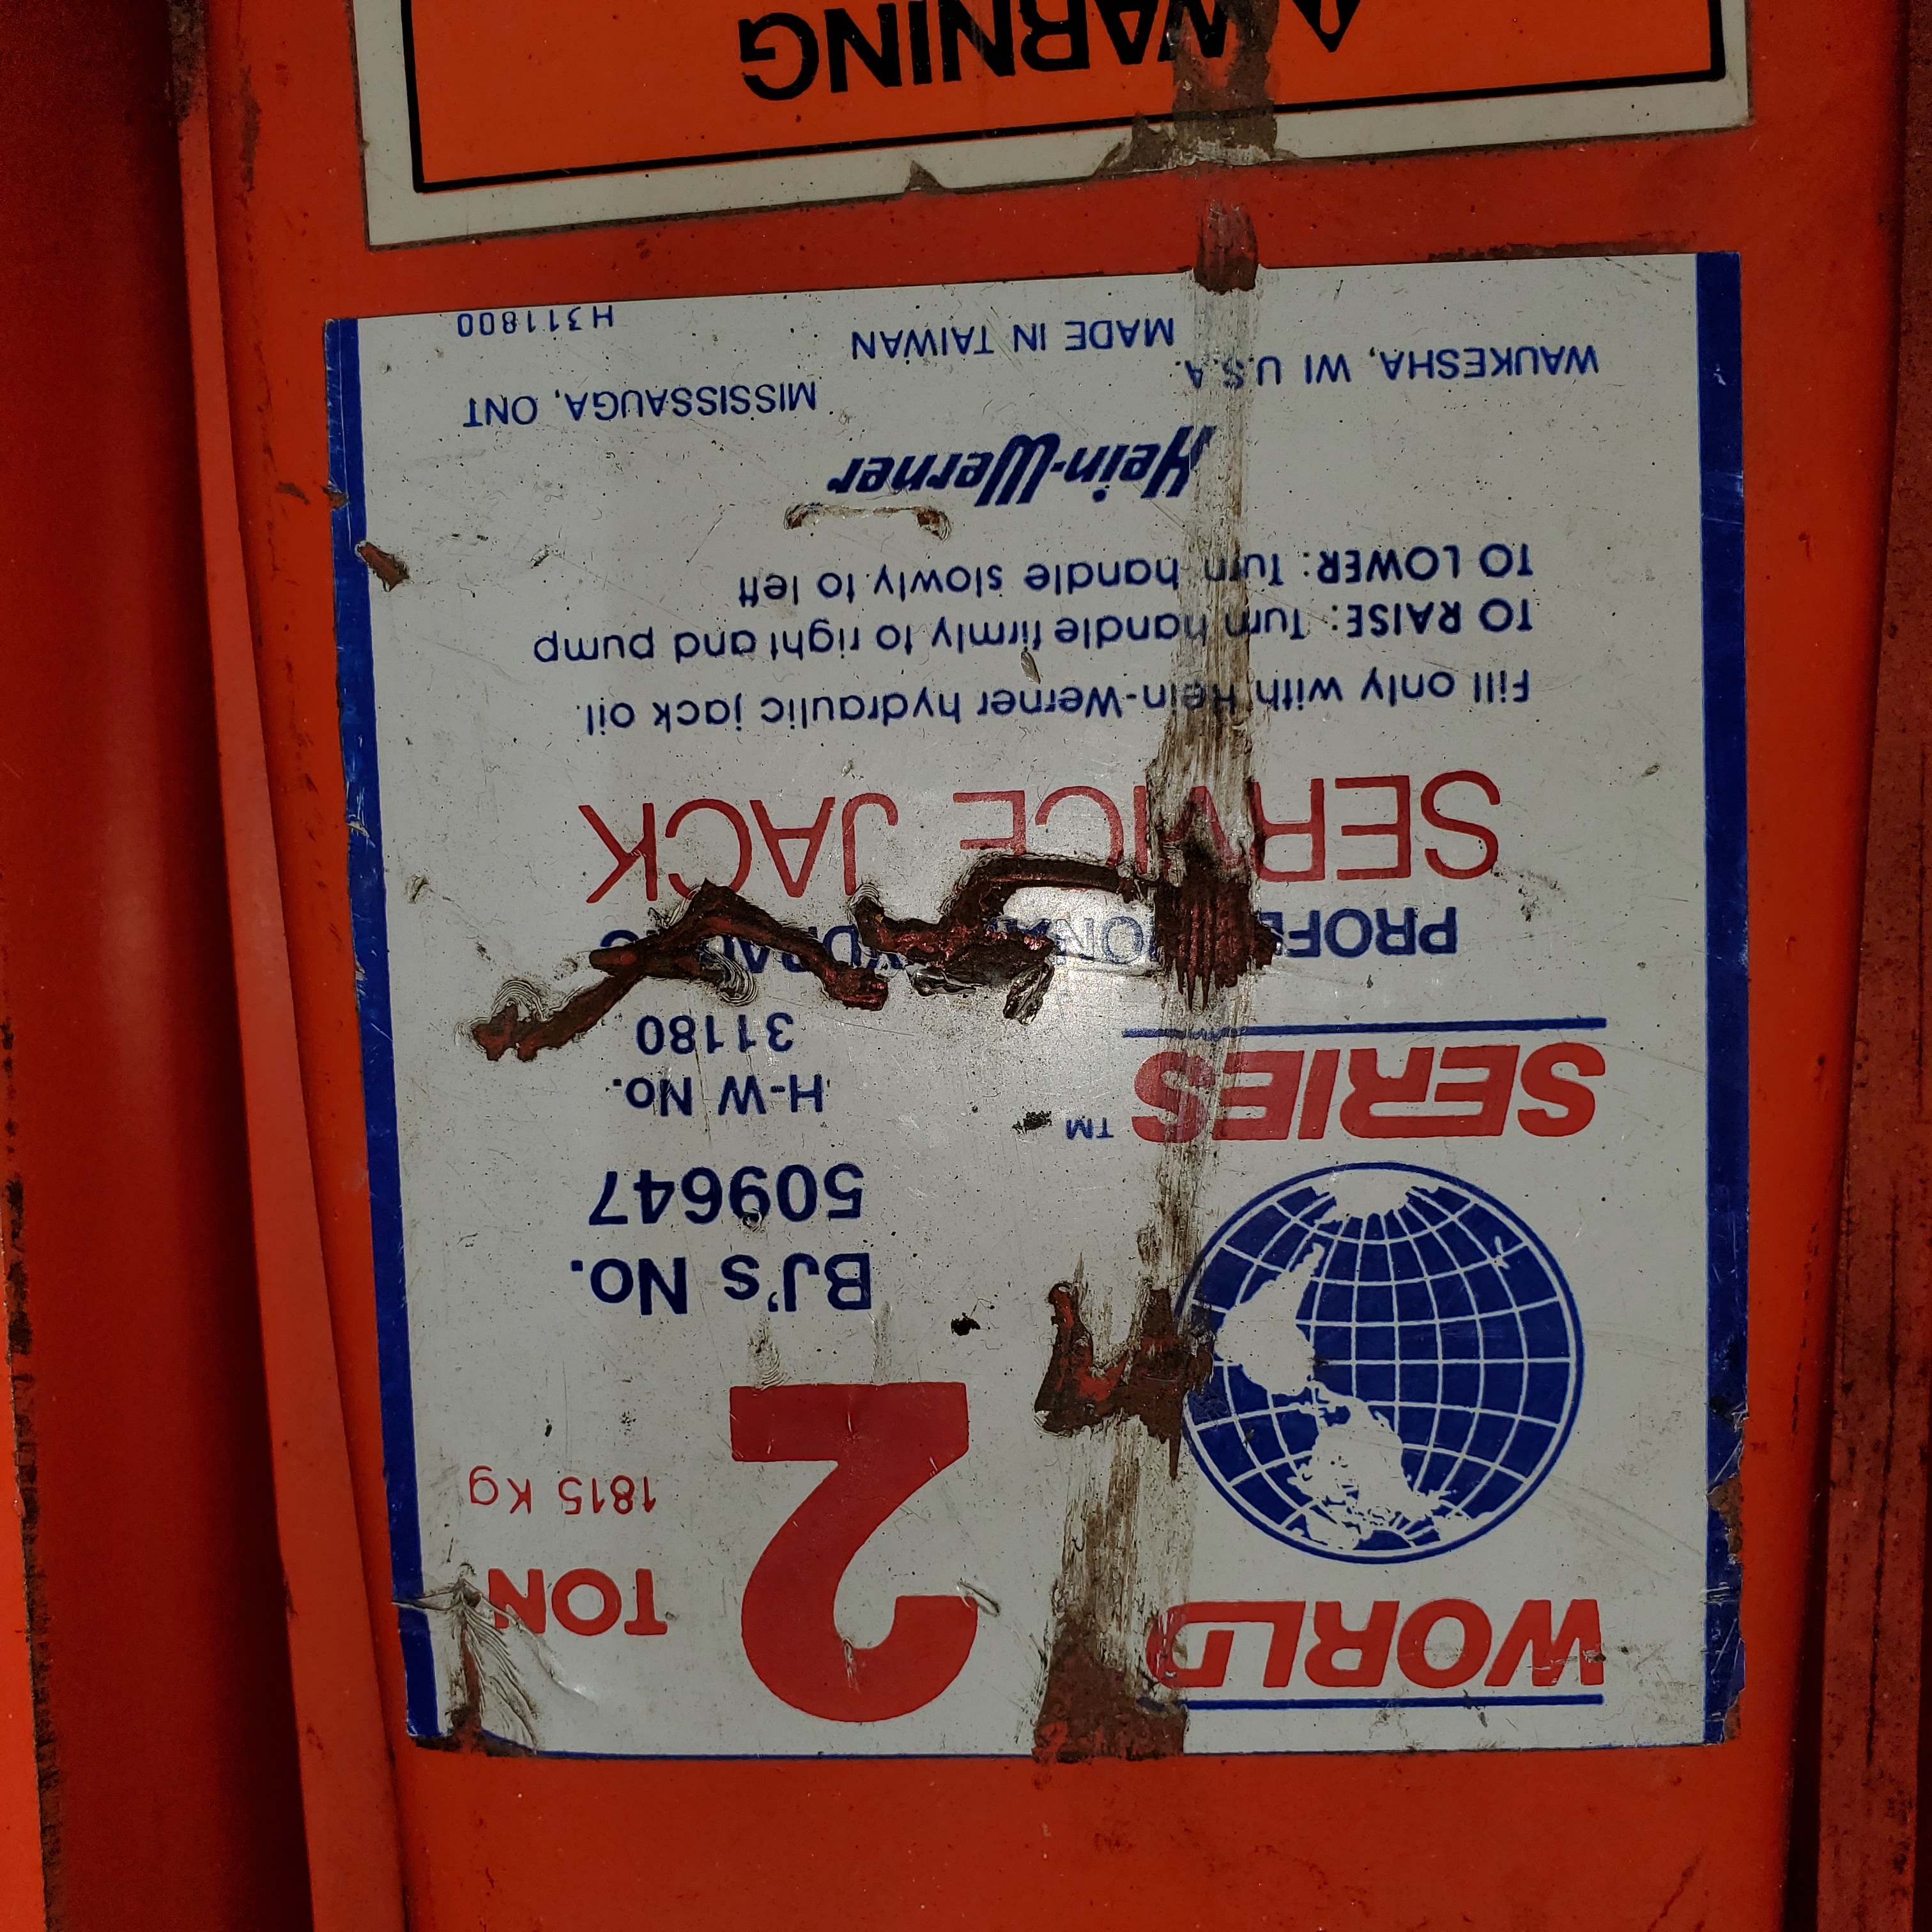 WORLD
SERIES ™
2 TON
1815 Kg
BJ's No.
509647
H-W No.
31180
PROFESSIONAL HYDRAULIC
SERVICE JACK
Fill only with Hein-Werner hydraulic jack oil.
TO RAISE: Turn handle firmly to right and pump
TO LOWER: Turn handle slowly to left
Hein-Werner
WAUKESHA, WI U.S.A.
MISSISSAUGA, ONT
MADE IN TAIWAN
H311800
WARNING